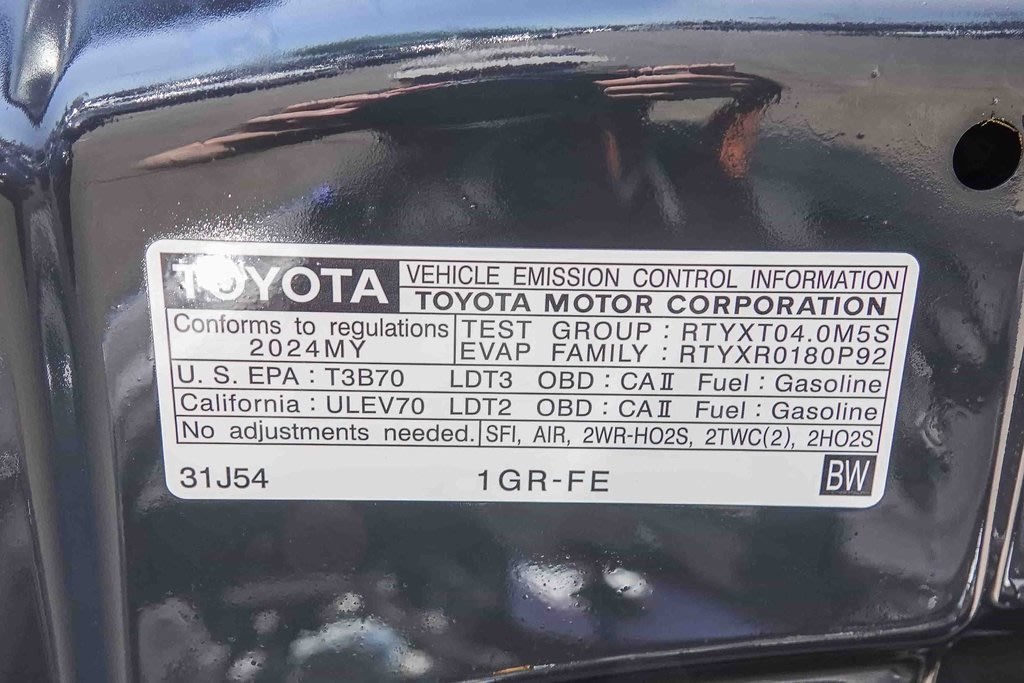 TOYOTA
VEHICLE EMISSION CONTROL INFORMATION
TOYOTA MOTOR CORPORATION
Conforms to regulations
2024MY
TEST GROUP : RTYXT04.0M5S
EVAP FAMILY : RTYXR0180P92
U. S. EPA : T3B70 LDT3 OBD : CAⅡ Fuel : Gasoline
California : ULEV70 LDT2 OBD : CAⅡ Fuel : Gasoline
No adjustments needed. SFI, AIR, 2WR-HO2S, 2TWC(2), 2HO2S
31J54 1GR-FE BW